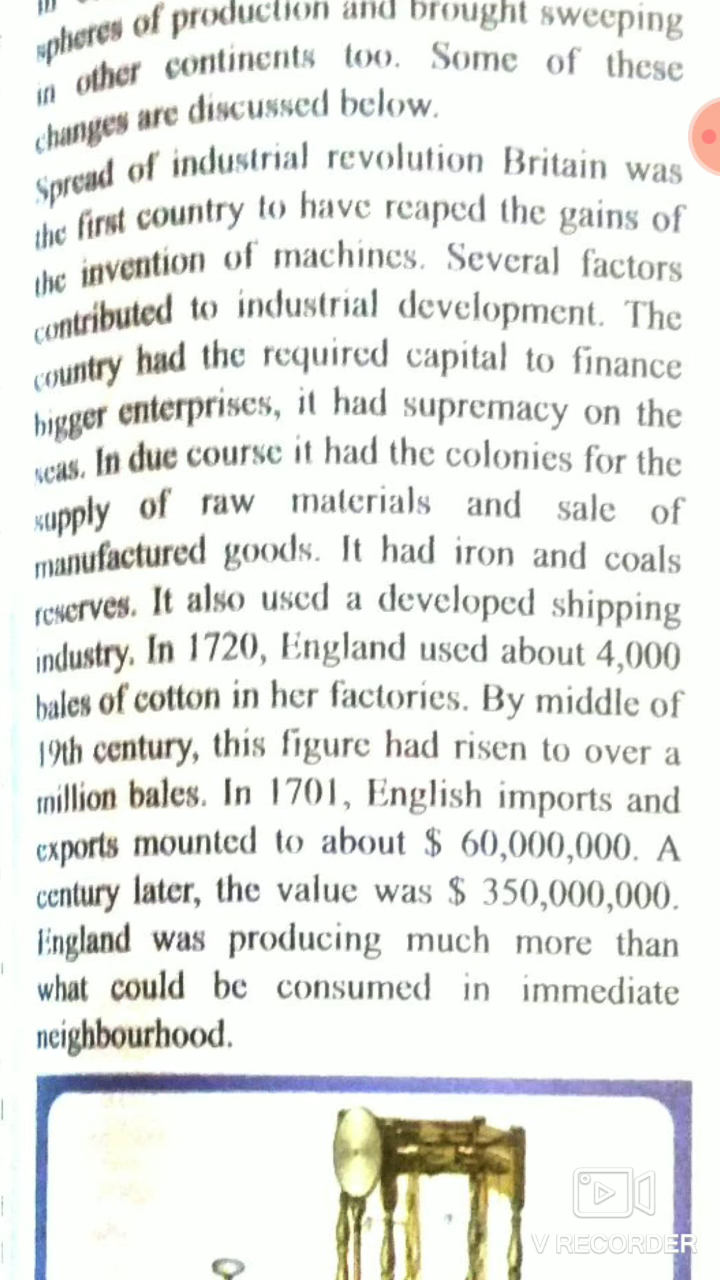 spheres of production and brought sweeping
in other continents too. Some of these
changes are discussed below.
Spread of industrial revolution Britain was
the first country to have reaped the gains of
the invention of machines. Several factors
contributed to industrial development. The
country had the required capital to finance
bigger enterprises, it had supremacy on the
seas. In due course it had the colonies for the
supply of raw materials and sale of
manufactured goods. It had iron and coals
reserves. It also used a developed shipping
industry. In 1720, England used about 4,000
bales of cotton in her factories. By middle of
19th century, this figure had risen to over a
million bales. In 1701, English imports and
exports mounted to about $ 60,000,000. A
century later, the value was $ 350,000,000.
England was producing much more than
what could be consumed in immediate
neighbourhood.
V RECORDER